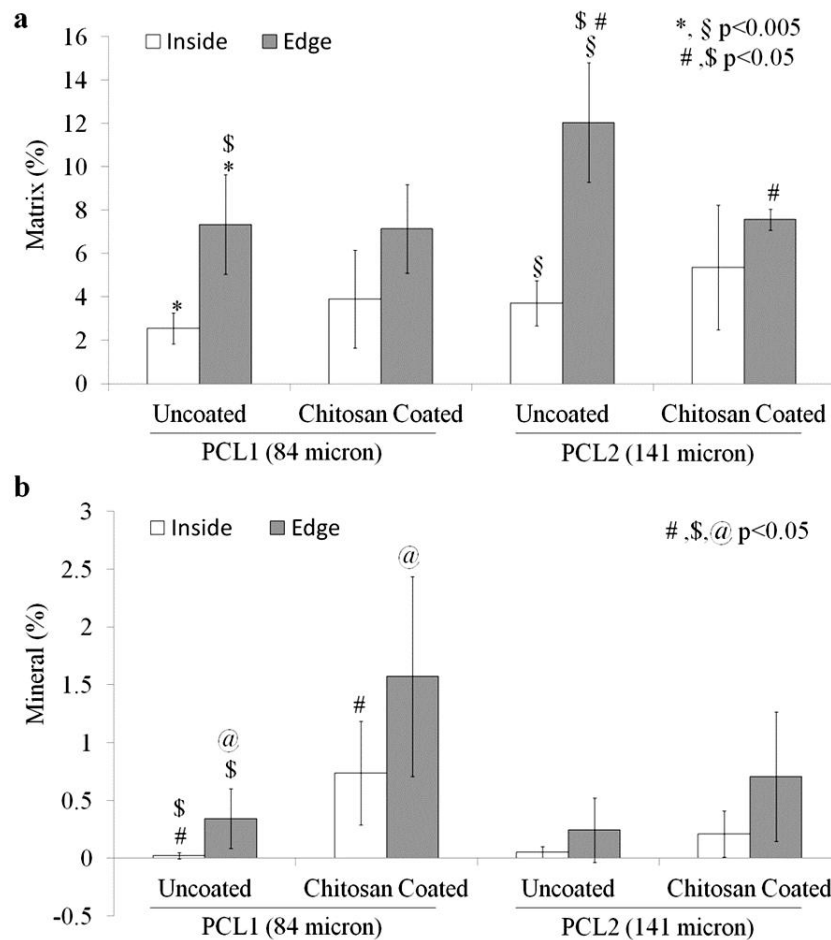 a
16
14
12
10
8
6
4
2
0
Matrix (%)
Inside Edge
*, § p<0.005
# ,$ p<0.05
$
*
*
$ #
§
§
#
Uncoated Chitosan Coated Uncoated Chitosan Coated
PCL1 (84 micron) PCL2 (141 micron)
b
3
2.5
2
1.5
1
0.5
0
-0.5
Mineral (%)
Inside Edge
# ,$,@ p<0.05
@
@
$
#
$
#
Uncoated Chitosan Coated Uncoated Chitosan Coated
PCL1 (84 micron) PCL2 (141 micron)